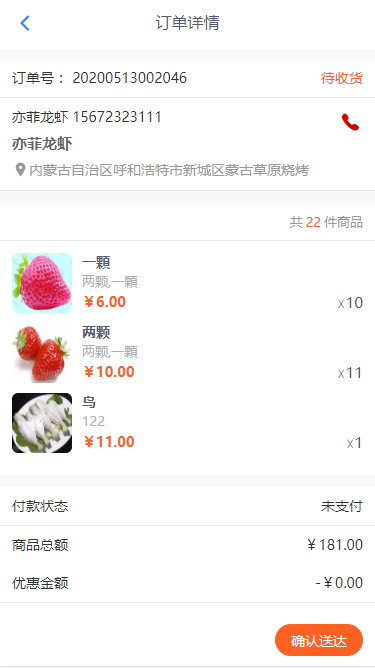 订单详情
订单号： 20200513002046 待收货
亦菲龙虾 15672323111
亦菲龙虾
内蒙古自治区呼和浩特市新城区蒙古草原烧烤
共 22 件商品
一颗
两颗,一颗
￥6.00 x10
两颗
两颗,一颗
￥10.00 x11
鸟
122
￥11.00 x1
付款状态 未支付
商品总额 ￥181.00
优惠金额 -￥0.00
确认送达